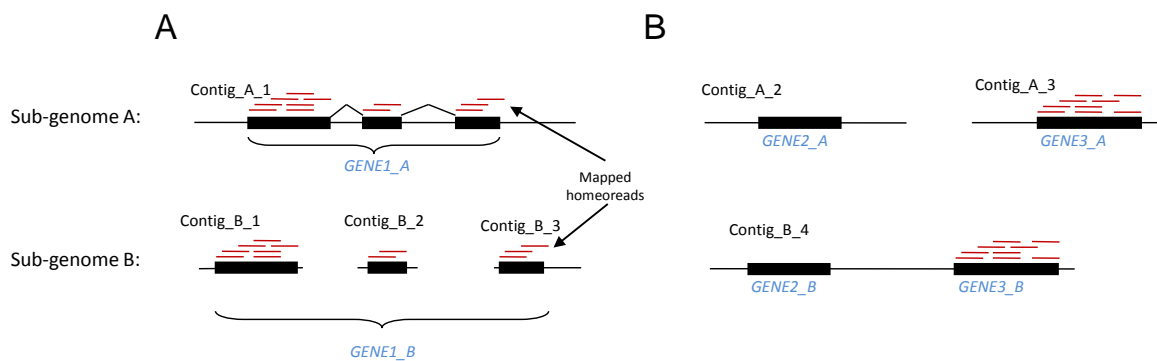 A
B
Contig_A_1
Contig_A_2
Contig_A_3
Sub-genome A:
GENE1_A
GENE2_A
GENE3_A
Mapped
homeoreads
Contig_B_1
Contig_B_2
Contig_B_3
Contig_B_4
Sub-genome B:
GENE2_B
GENE3_B
GENE1_B